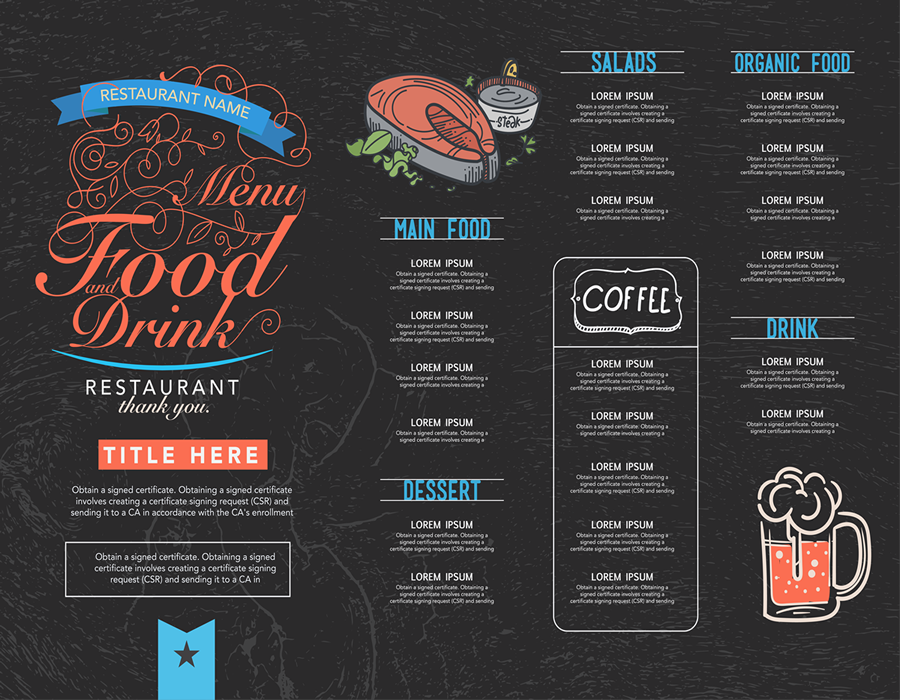 RESTAURANT NAME
Menu
Food
and
Drink
RESTAURANT
thank you.
TITLE HERE
Obtain a signed certificate. Obtaining a signed certificate
involves creating a certificate signing request (CSR) and
sending it to a CA in accordance with the CA's enrollment
Obtain a signed certificate. Obtaining a signed
certificate involves creating a certificate signing
request (CSR) and sending it to a CA in
steak
MAIN FOOD
LOREM IPSUM
Obtain a signed certificate. Obtaining a
signed certificate involves creating a certificate signing
request (CSR) and sending
LOREM IPSUM
Obtain a signed certificate. Obtaining a
signed certificate involves creating a
certificate signing request (CSR) and sending
LOREM IPSUM
Obtain a signed certificate. Obtaining a
signed certificate involves creating a
LOREM IPSUM
Obtain a signed certificate. Obtaining a
signed certificate involves creating a
DESSERT
LOREM IPSUM
Obtain a signed certificate. Obtaining a
signed certificate involves creating a
certificate signing request (CSR) and sending
LOREM IPSUM
Obtain a signed certificate. Obtaining a
signed certificate involves creating a
certificate signing request (CSR) and sending
SALADS
LOREM IPSUM
Obtain a signed certificate. Obtaining a
signed certificate involves creating a
certificate signing request (CSR) and sending
LOREM IPSUM
Obtain a signed certificate. Obtaining a
signed certificate involves creating a
certificate signing request (CSR) and sending
LOREM IPSUM
Obtain a signed certificate. Obtaining a
signed certificate involves creating a
COFFEE
LOREM IPSUM
Obtain a signed certificate. Obtaining a
signed certificate involves creating a
certificate signing request (CSR) and sending
LOREM IPSUM
Obtain a signed certificate. Obtaining a
signed certificate involves creating a
LOREM IPSUM
Obtain a signed certificate. Obtaining a
signed certificate involves creating a
certificate signing request (CSR) and sending
LOREM IPSUM
Obtain a signed certificate. Obtaining a
signed certificate involves creating a
certificate signing request (CSR) and sending
LOREM IPSUM
Obtain a signed certificate. Obtaining a
signed certificate involves creating a
certificate signing request (CSR) and sending
ORGANIC FOOD
LOREM IPSUM
Obtain a signed certificate. Obtaining a
signed certificate involves creating a
certificate signing request (CSR) and sending
LOREM IPSUM
Obtain a signed certificate. Obtaining a
signed certificate involves creating a
certificate signing request (CSR) and sending
LOREM IPSUM
Obtain a signed certificate. Obtaining a
signed certificate involves creating a
LOREM IPSUM
Obtain a signed certificate. Obtaining a
signed certificate involves creating a
certificate signing request (CSR) and sending
DRINK
LOREM IPSUM
Obtain a signed certificate. Obtaining a
signed certificate involves creating a
certificate signing request (CSR) and sending
LOREM IPSUM
Obtain a signed certificate. Obtaining a
signed certificate involves creating a